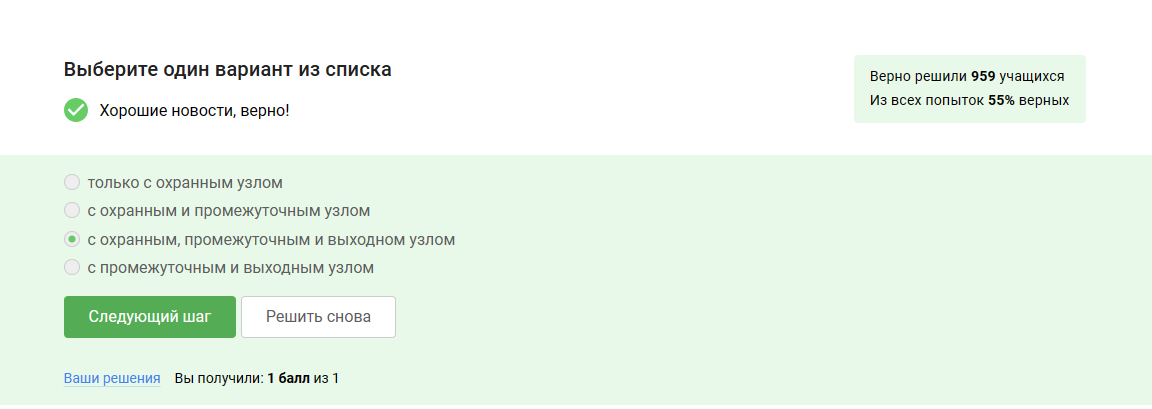 Выберите один вариант из списка
Хорошие новости, верно!
Верно решили 959 учащихся
Из всех попыток 55% верных
только с охранным узлом
с охранным и промежуточным узлом
с охранным, промежуточным и выходном узлом
с промежуточным и выходным узлом
Следующий шаг
Решить снова
Ваши решения Вы получили: 1 балл из 1